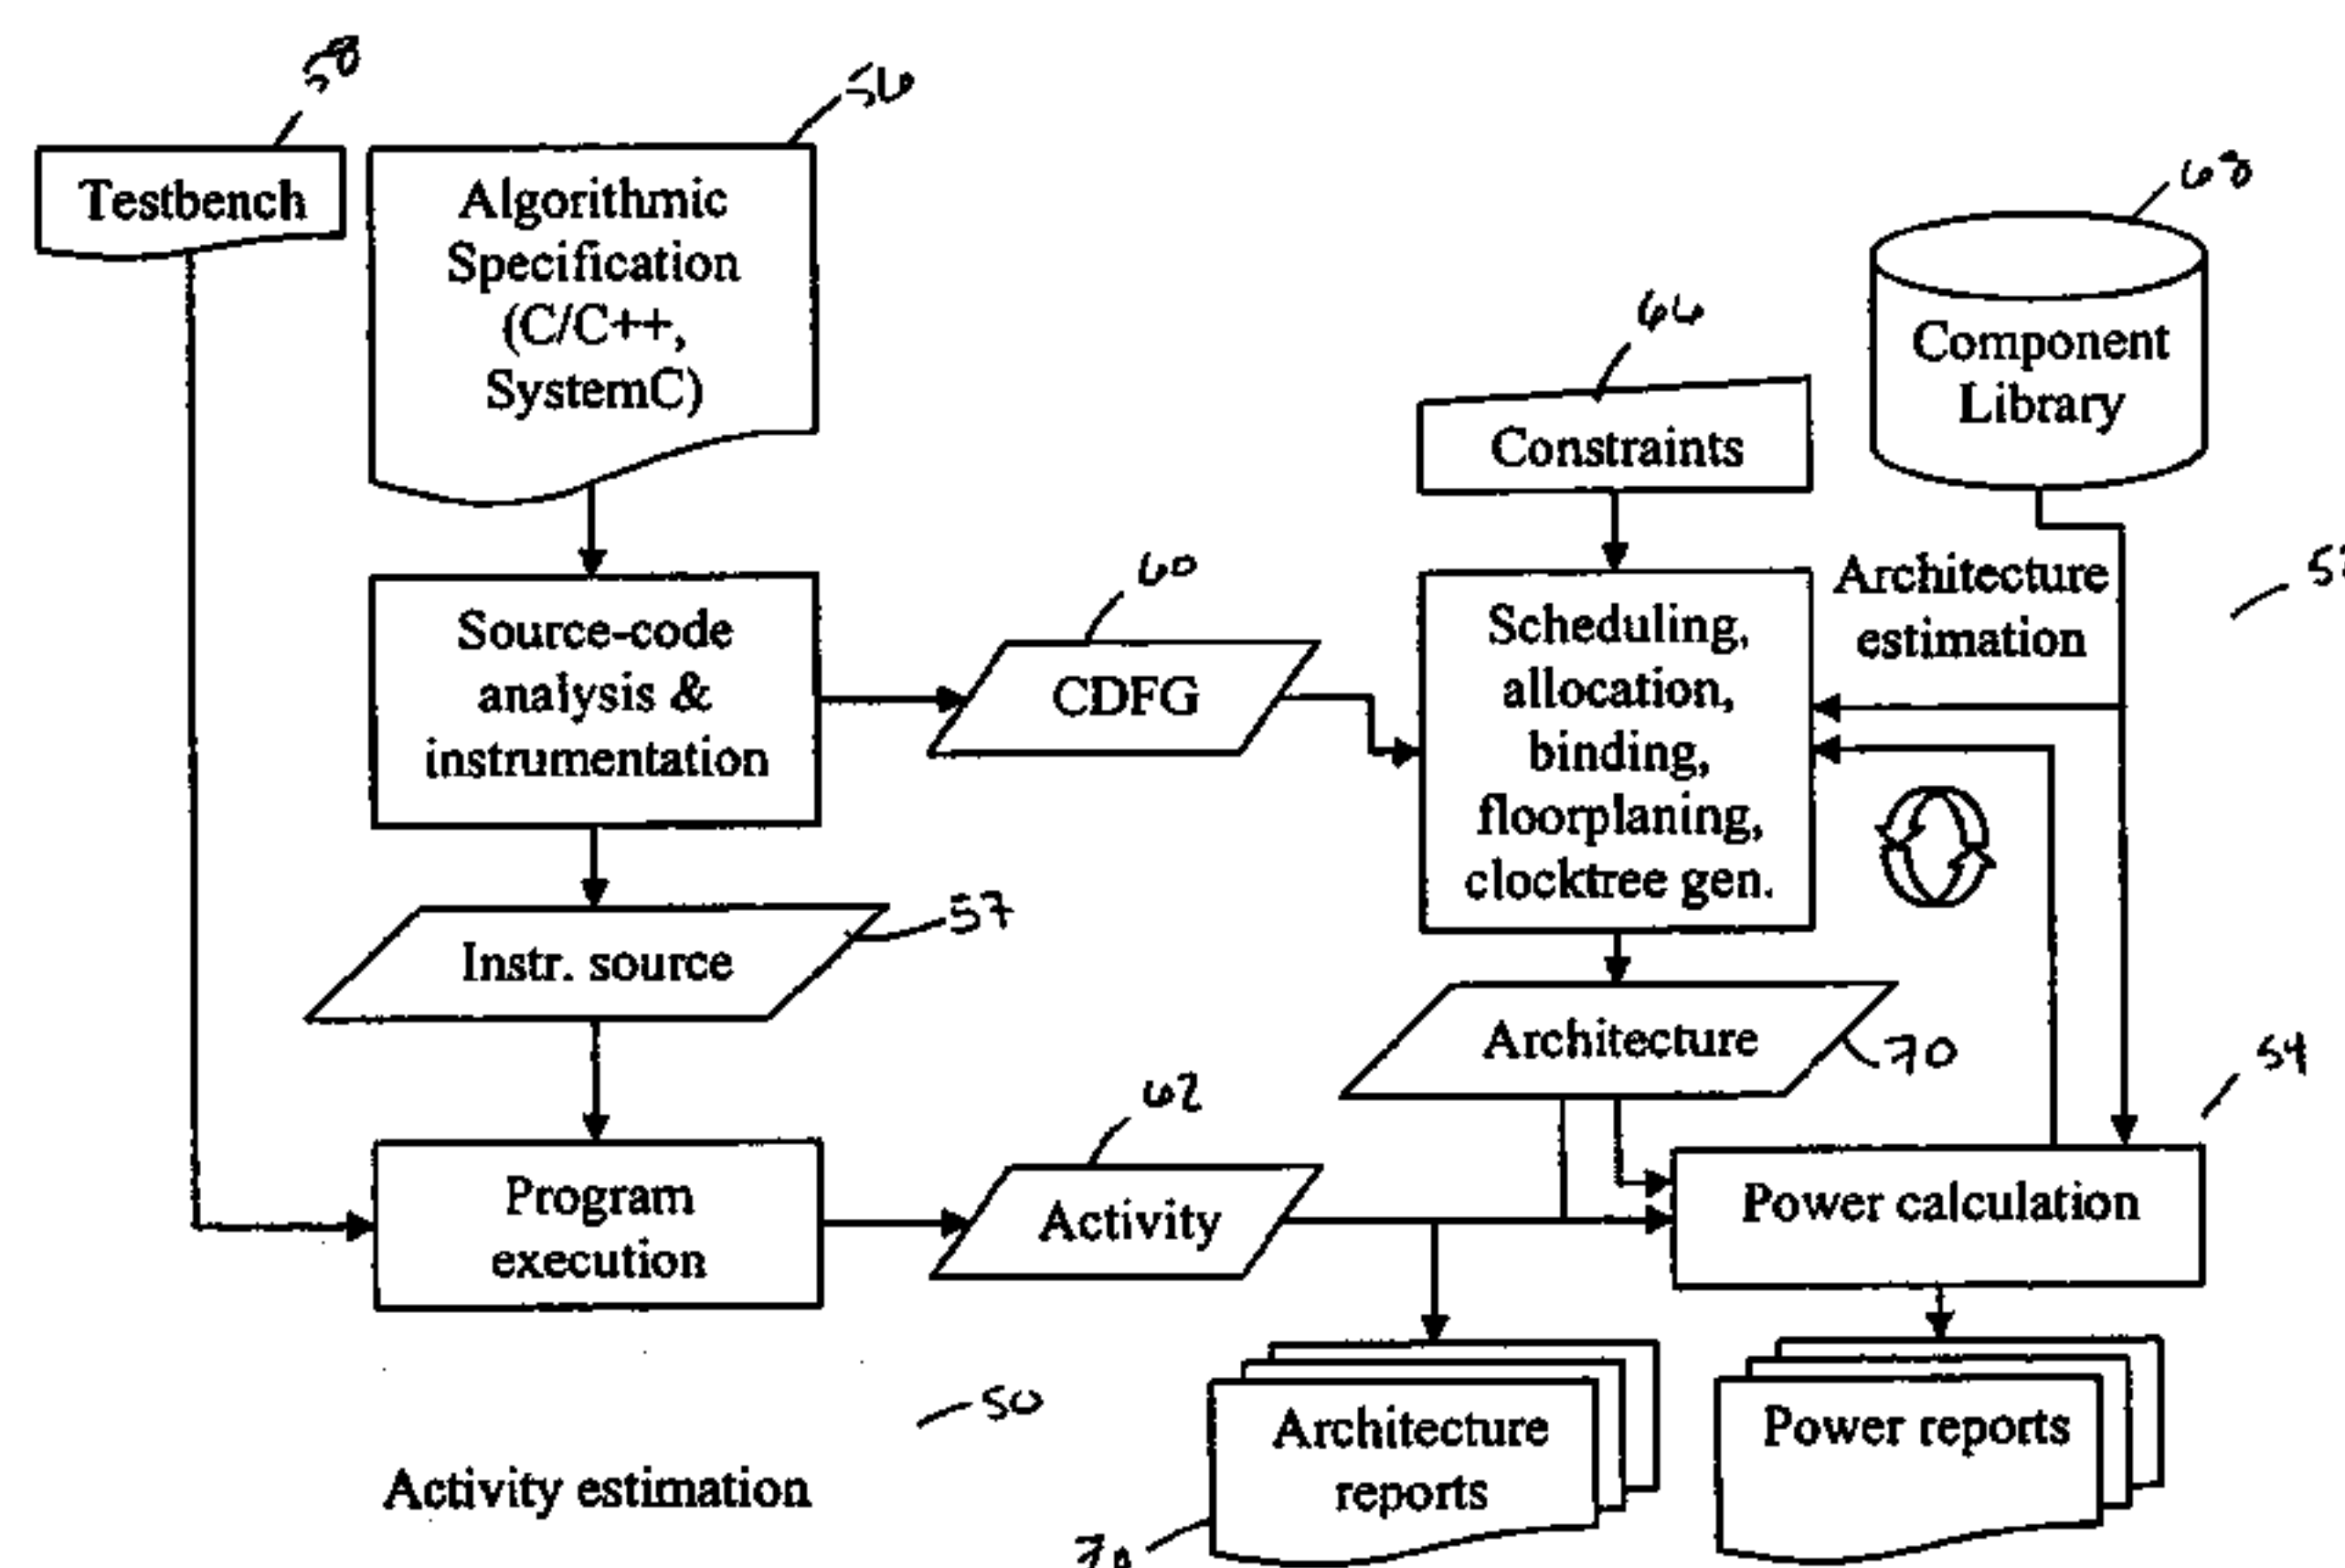 58
56
Testbench
Algorithmic
Specification
(C/C++,
SystemC)
68
Component
Library
66
Constraints
Architecture
estimation
Source-code
analysis &
instrumentation
60
CDFG
Scheduling,
allocation,
binding,
floorplaning,
clocktree gen.
57
Instr. source
Architecture
70
54
62
Program
execution
Activity
Power calculation
50
Activity estimation
Architecture
reports
Power reports